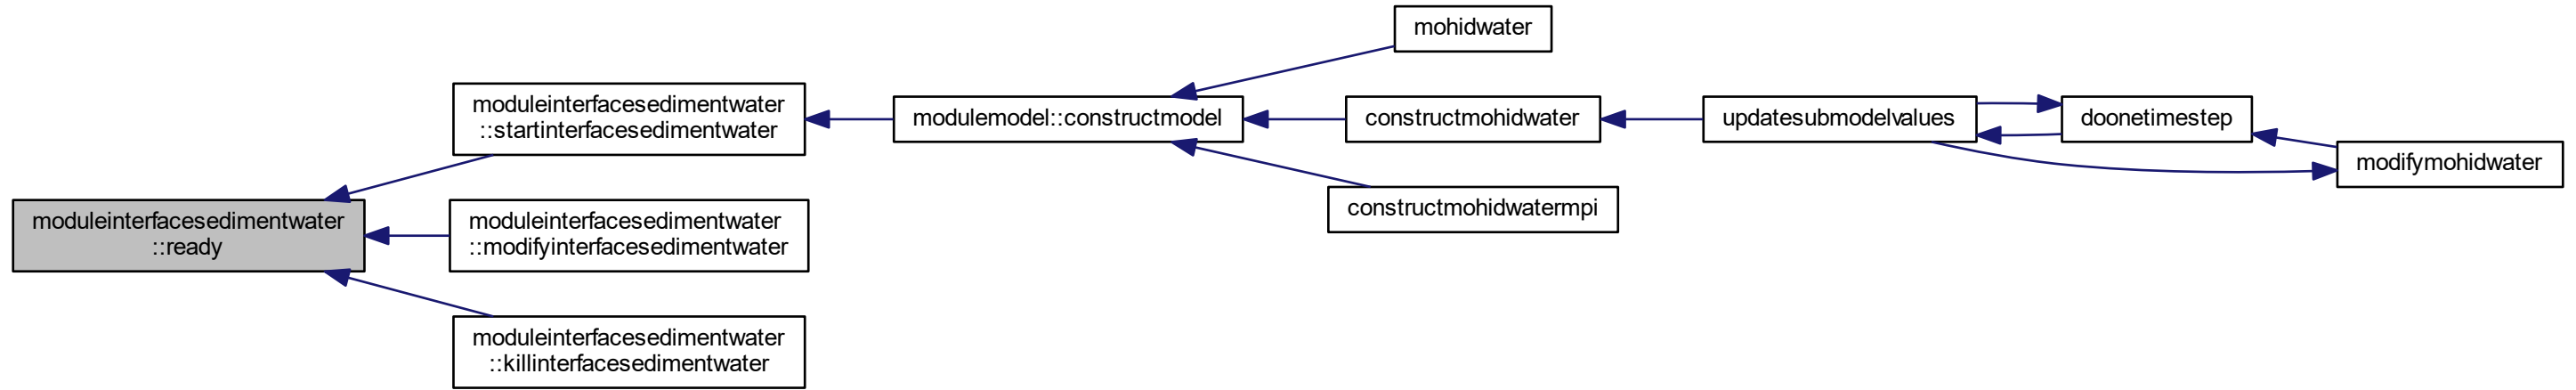 moduleinterfacesedimentwater
::ready
moduleinterfacesedimentwater
::startinterfacesedimentwater
moduleinterfacesedimentwater
::modifyinterfacesedimentwater
moduleinterfacesedimentwater
::killinterfacesedimentwater
modulemodel::constructmodel
mohidwater
constructmohidwater
constructmohidwatermpi
updatesubmodelvalues
doonetimestep
modifymohidwater